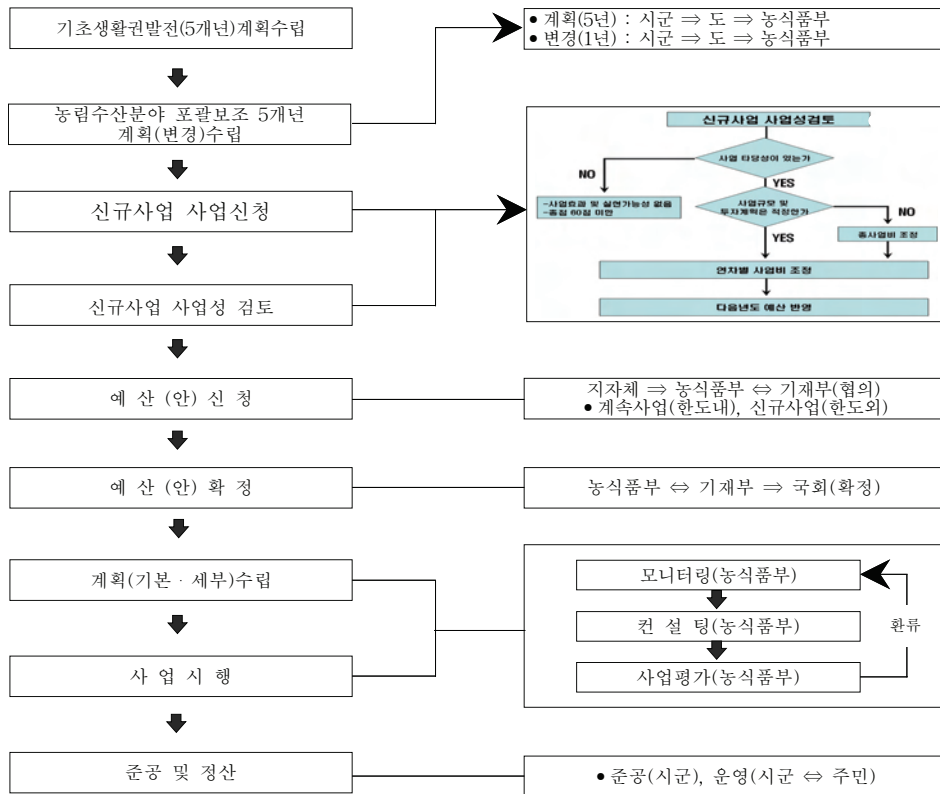 기초생활권발전(5개년)계획수립
농림수산분야 포괄보조 5개년
계획(변경)수립
신규사업 사업신청
신규사업 사업성 검토
예 산 (안) 신 청
예 산 (안) 확 정
계획(기본 · 세부)수립
사 업 시 행
준공 및 정산
• 계획(5년) : 시군 ⇒ 도 ⇒ 농식품부
• 변경(1년) : 시군 ⇒ 도 ⇒ 농식품부
신규사업 사업성검토
사업 타당성이 있는가
NO
YES
-사업효과 및 실현가능성 없음
-총점 60점 미만
사업규모 및
투자계획은 적정한가
NO
YES
총사업비 조정
연차별 사업비 조정
다음년도 예산 반영
지자체 ⇒ 농식품부 ⇔ 기재부(협의)
• 계속사업(한도내), 신규사업(한도외)
농식품부 ⇔ 기재부 ⇒ 국회(확정)
모니터링(농식품부)
컨 설 팅(농식품부)
사업평가(농식품부)
환류
• 준공(시군), 운영(시군 ⇔ 주민)